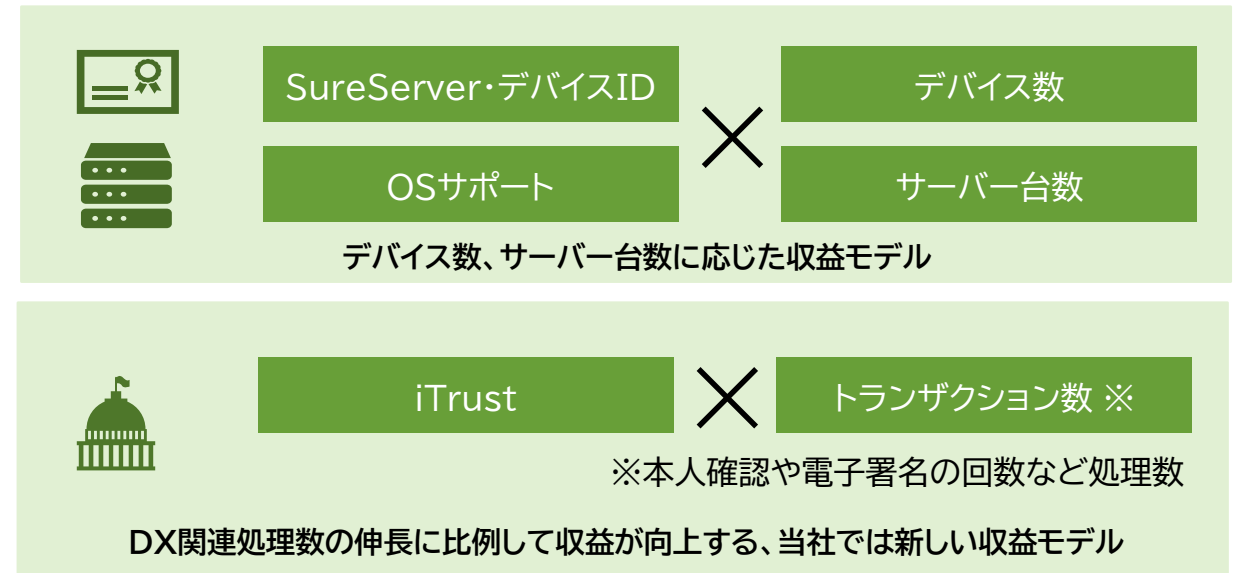 SureServer・デバイスID
デバイス数
OSサポート
サーバー台数
デバイス数、サーバー台数に応じた収益モデル
iTrust
トランザクション数 ※
※本人確認や電子署名の回数など処理数
DX関連処理数の伸長に比例して収益が向上する、当社では新しい収益モデル